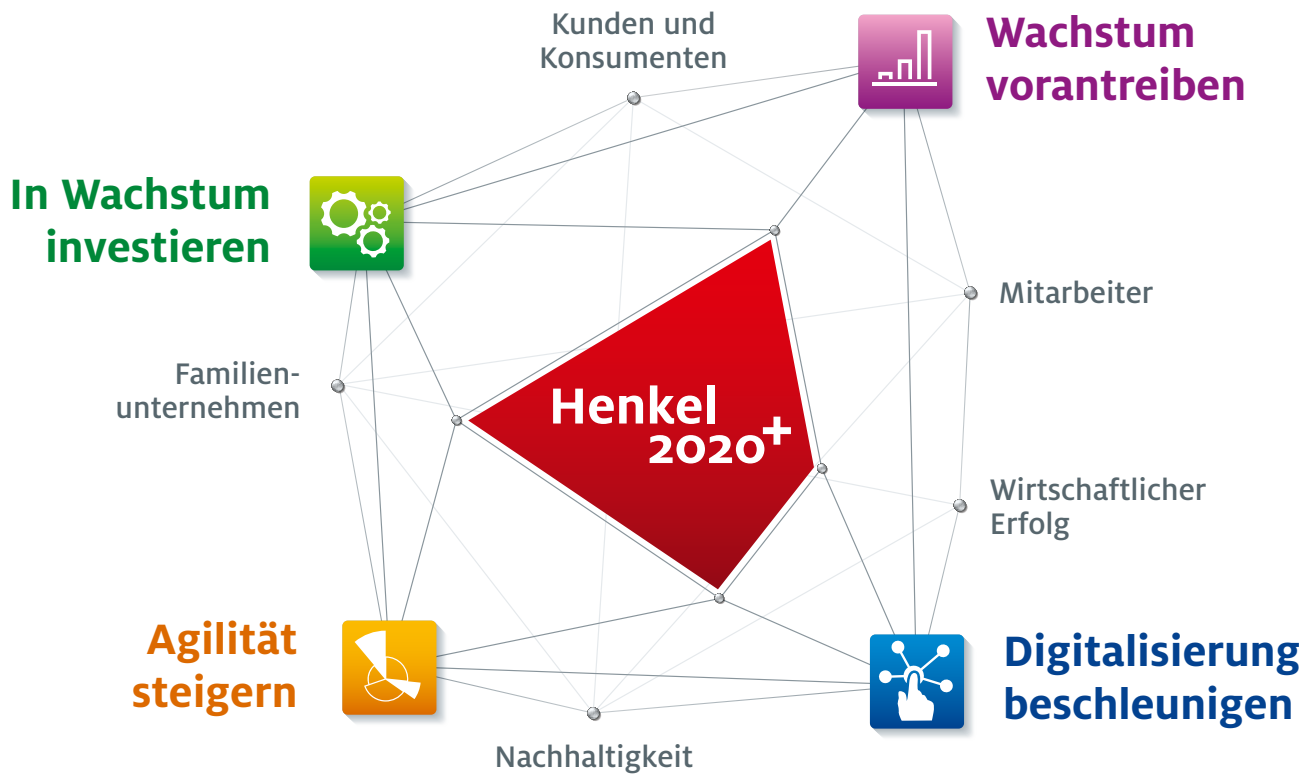 Kunden und
Konsumenten
Wachstum
vorantreiben
In Wachstum
investieren
Mitarbeiter
Familien-
unternehmen
Henkel
2020+
Wirtschaftlicher
Erfolg
Agilität
steigern
Digitalisierung
beschleunigen
Nachhaltigkeit